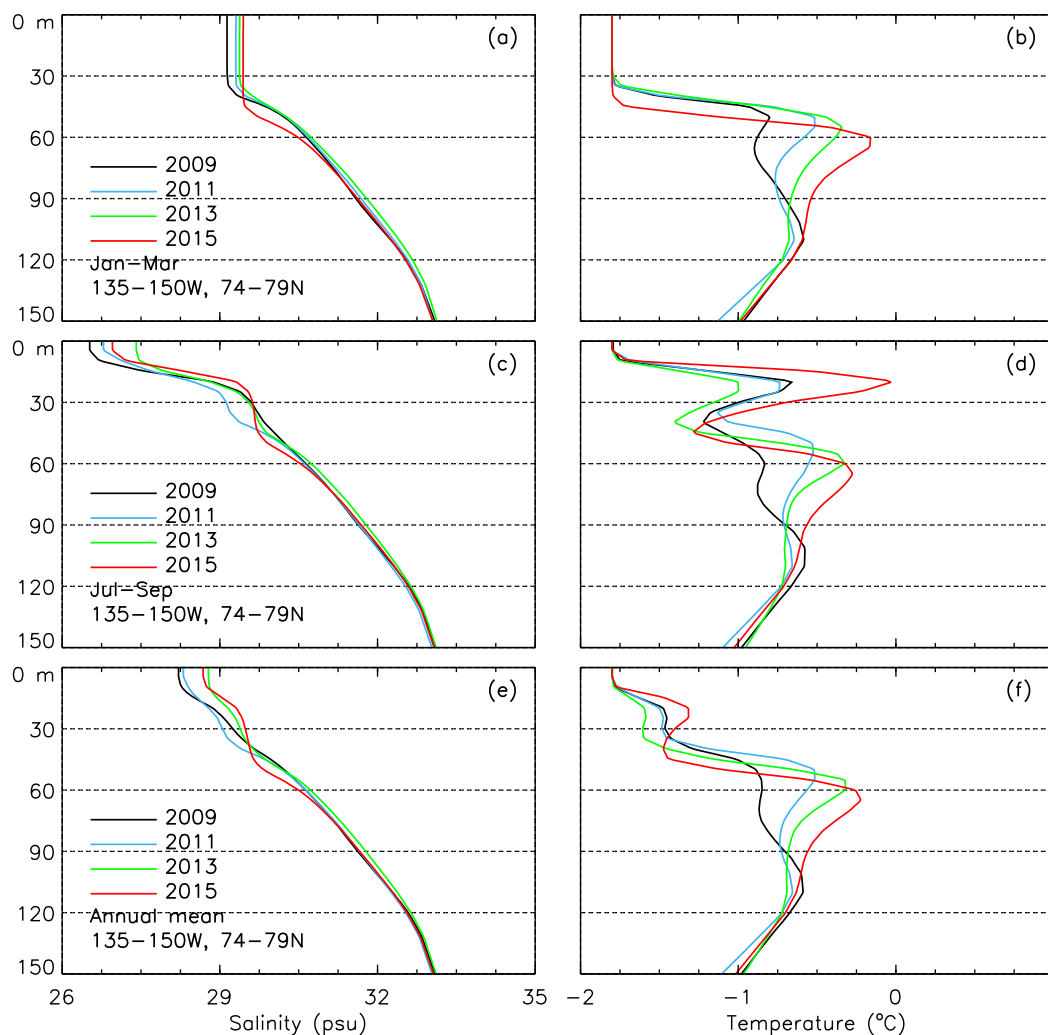 0 m
(a)
(b)
30
60
2009
2011
90
2013
2015
120
Jan-Mar
135-150W, 74-79N
150
0 m
(c)
(d)
30
60
2009
2011
90
2013
2015
120
Jul-Sep
135-150W, 74-79N
150
0 m
(e)
(f)
30
60
2009
2011
90
2013
2015
120
Annual mean
135-150W, 74-79N
150
26 29 32 35 -2 -1 0
Salinity (psu) Temperature (°C)